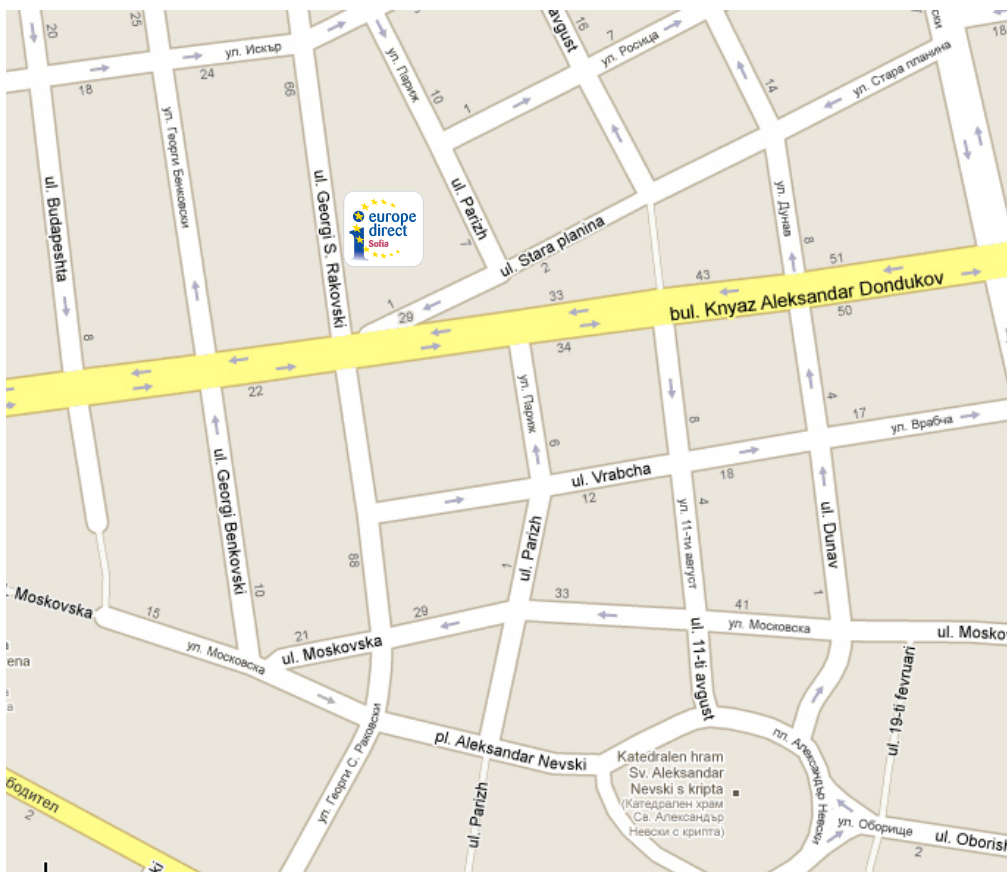 20
25
16
7
18
ул. Искър
18
24
66
ул. Париж
10
1
avgust
ул. Росица
14
ул. Стара планина
ски
ul. Budapeshta
ул. Георги Бенковски
ul. Georgi S. Rakovski
europe
direct
Sofia
ul. Parizh
7
ul. Stara planina
2
ул. Дунав
8
1
29
33
43
51
bul. Knyaz Aleksandar Dondukov
8
22
34
50
ул. Париж
6
8
4
17
ул. Врабча
ul. Georgi Benkovski
ul. Vrabcha
12
18
4
ул. 11-ти август
ul. Dunav
88
ul. Parizh
1
10
l. Moskovska
15
ул. Московска
21
ul. Moskovska
29
33
41
ул. Московска
1
ul. Mosko
ena
а
a
ul. 11-ti avgust
ul. 19-ti fevruari
ул. Георги С. Раковски
pl. Aleksandar Nevski
пл. Александър Невски
Katedralen hram
Sv. Aleksandar
Nevski s kripta
(Катедрален храм
Св. Александър
Невски с крипта)
ul. Parizh
бодител
2
ki
ул. Оборище
2
ul. Oborish